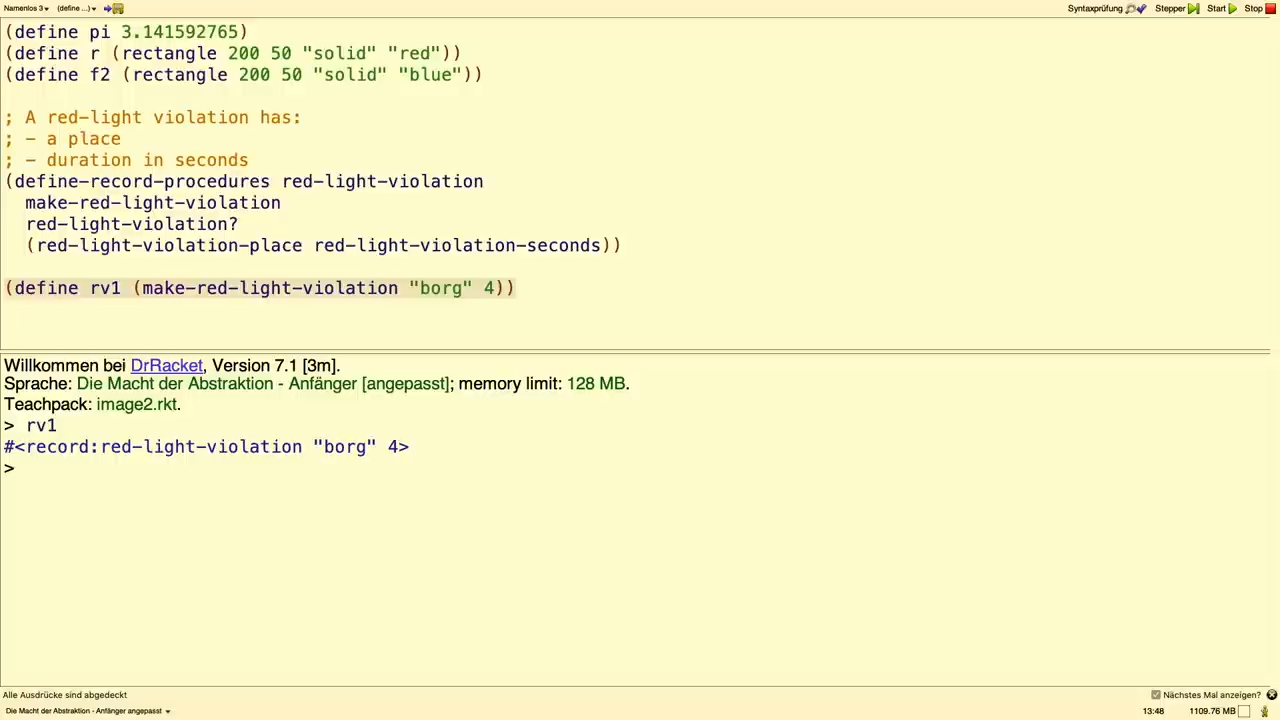 Namenlos 3 (define ...) Syntaxprüfung Stepper Start Stop
(define pi 3.141592765)
(define r (rectangle 200 50 "solid" "red"))
(define f2 (rectangle 200 50 "solid" "blue"))
; A red-light violation has:
; - a place
; - duration in seconds
(define-record-procedures red-light-violation
make-red-light-violation
red-light-violation?
(red-light-violation-place red-light-violation-seconds))
(define rv1 (make-red-light-violation "borg" 4))
Willkommen bei DrRacket, Version 7.1 [3m].
Sprache: Die Macht der Abstraktion - Anfänger [angepasst]; memory limit: 128 MB.
Teachpack: image2.rkt.
> rv1
#<record:red-light-violation "borg" 4>
>
Alle Ausdrücke sind abgedeckt Nächstes Mal anzeigen?
Die Macht der Abstraktion - Anfänger angepasst 13:48 1109.76 MB